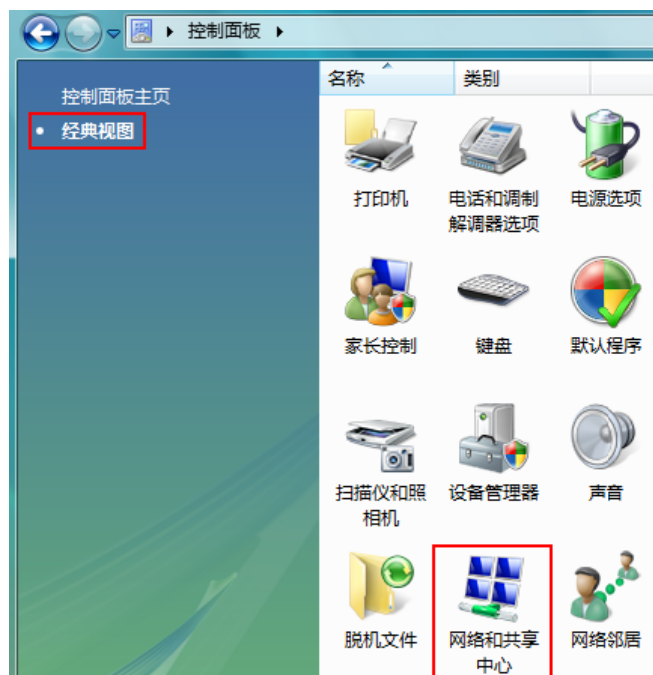 控制面板
控制面板主页
经典视图
名称 类别
打印机 电话和调制解调器选项 电源选项
家长控制 键盘 默认程序
扫描仪和照相机 设备管理器 声音
脱机文件 网络和共享中心 网络邻居